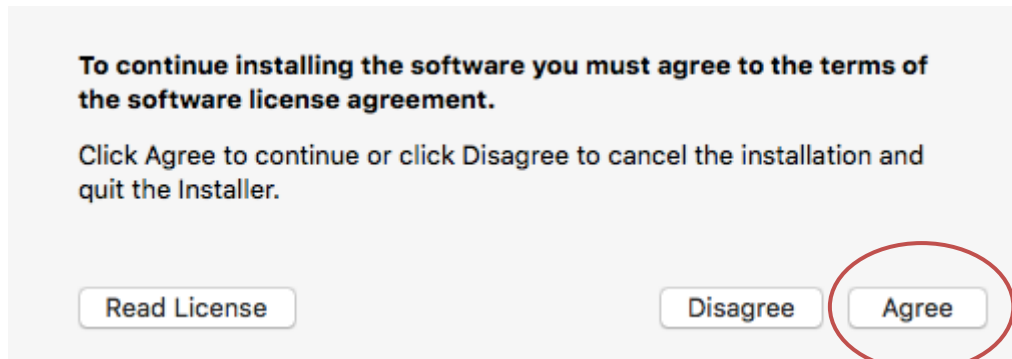 To continue installing the software you must agree to the terms of
the software license agreement.
Click Agree to continue or click Disagree to cancel the installation and
quit the Installer.
Read License Disagree Agree